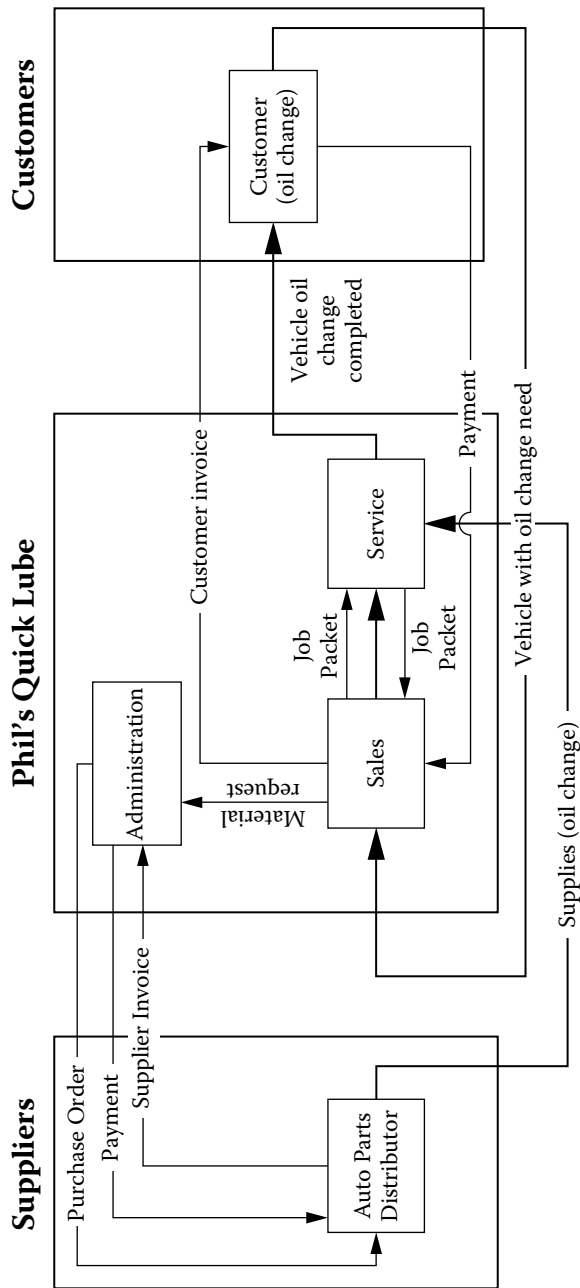 Suppliers
Phil's Quick Lube
Customers
Purchase Order
Payment
Supplier Invoice
Administration
Customer invoice
Material
request
Customer
(oil change)
Vehicle oil
change
completed
Job
Packet
Auto Parts
Distributor
Sales
Service
Job
Packet
Payment
Vehicle with oil change need
Supplies (oil change)